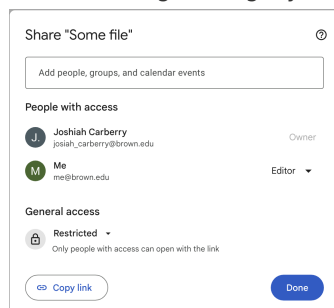 Share "Some file"
Add people, groups, and calendar events
People with access
J.
Joshiah Carberry
josiah_carberry@brown.edu
Owner
M
Me
me@brown.edu
Editor
General access
Restricted
Only people with access can open with the link
Copy link
Done